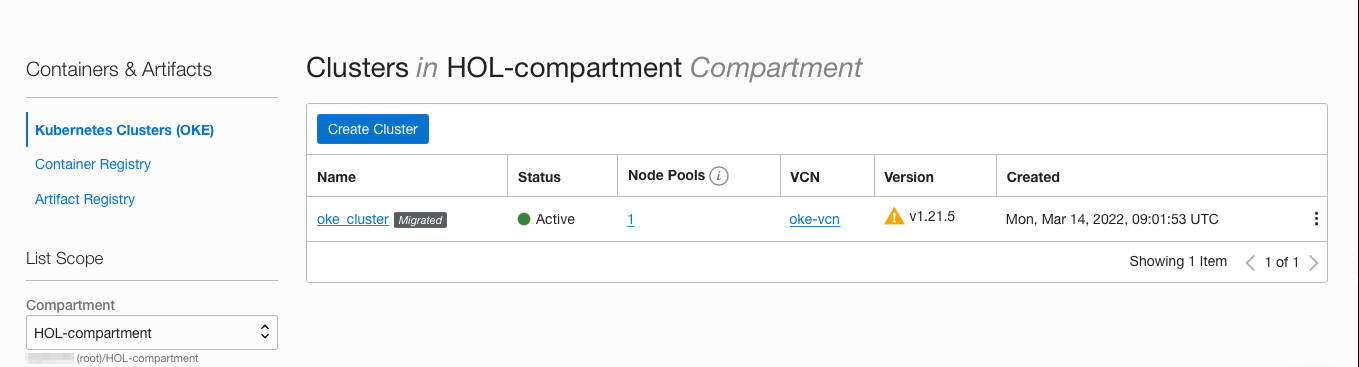 Containers & Artifacts
Kubernetes Clusters (OKE)
Container Registry
Artifact Registry
List Scope
Compartment
HOL-compartment
(root)/HOL-compartment
Clusters in HOL-compartment Compartment
Create Cluster
Name Status Node Pools i VCN Version Created
oke_cluster Migrated Active 1 oke-vcn v1.21.5 Mon, Mar 14, 2022, 09:01:53 UTC
Showing 1 Item 1 of 1